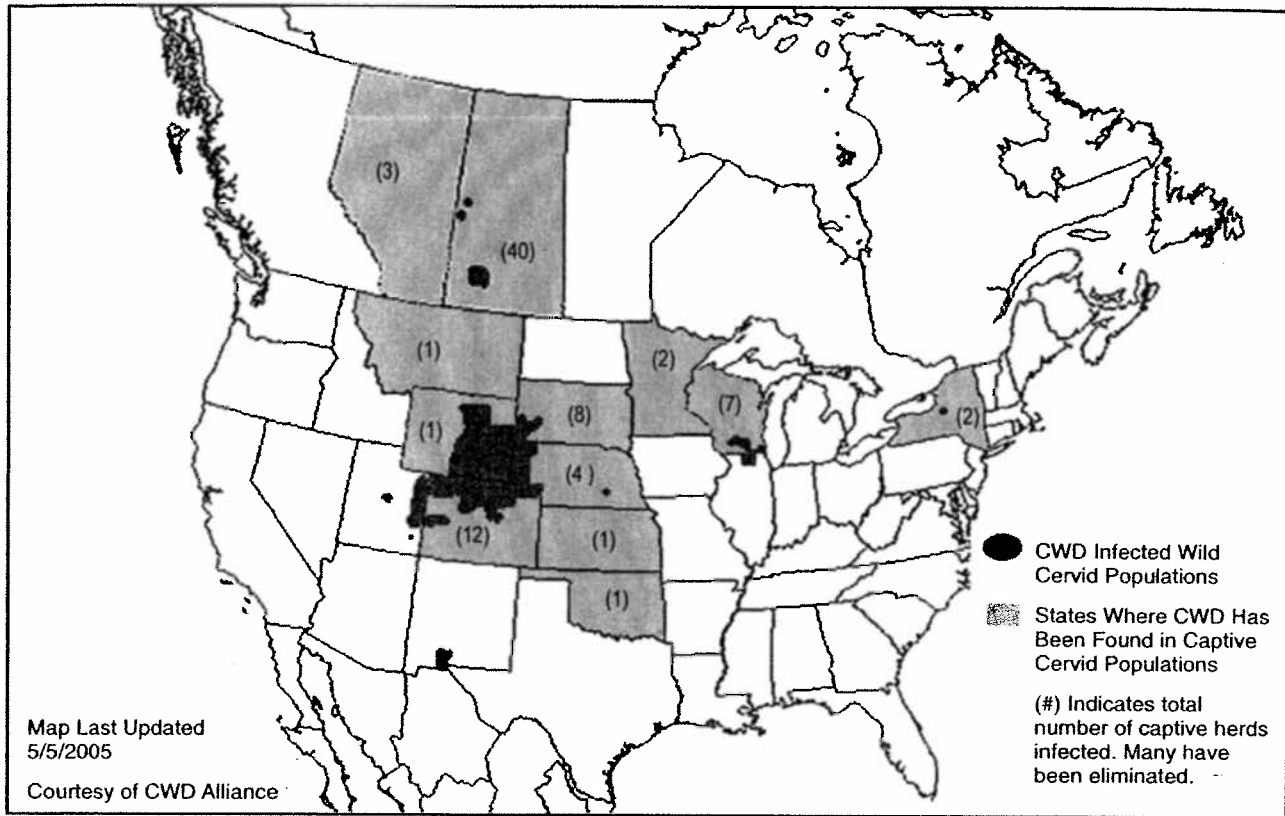 (3)
(40)
(1)
(2)
(7)
(1)
(8)
(2)
(4 )
(12)
(1)
(1)
CWD Infected Wild
Cervid Populations
States Where CWD Has
Been Found in Captive
Cervid Populations
(#) Indicates total
number of captive herds
infected. Many have
been eliminated.
Map Last Updated
5/5/2005
Courtesy of CWD Alliance